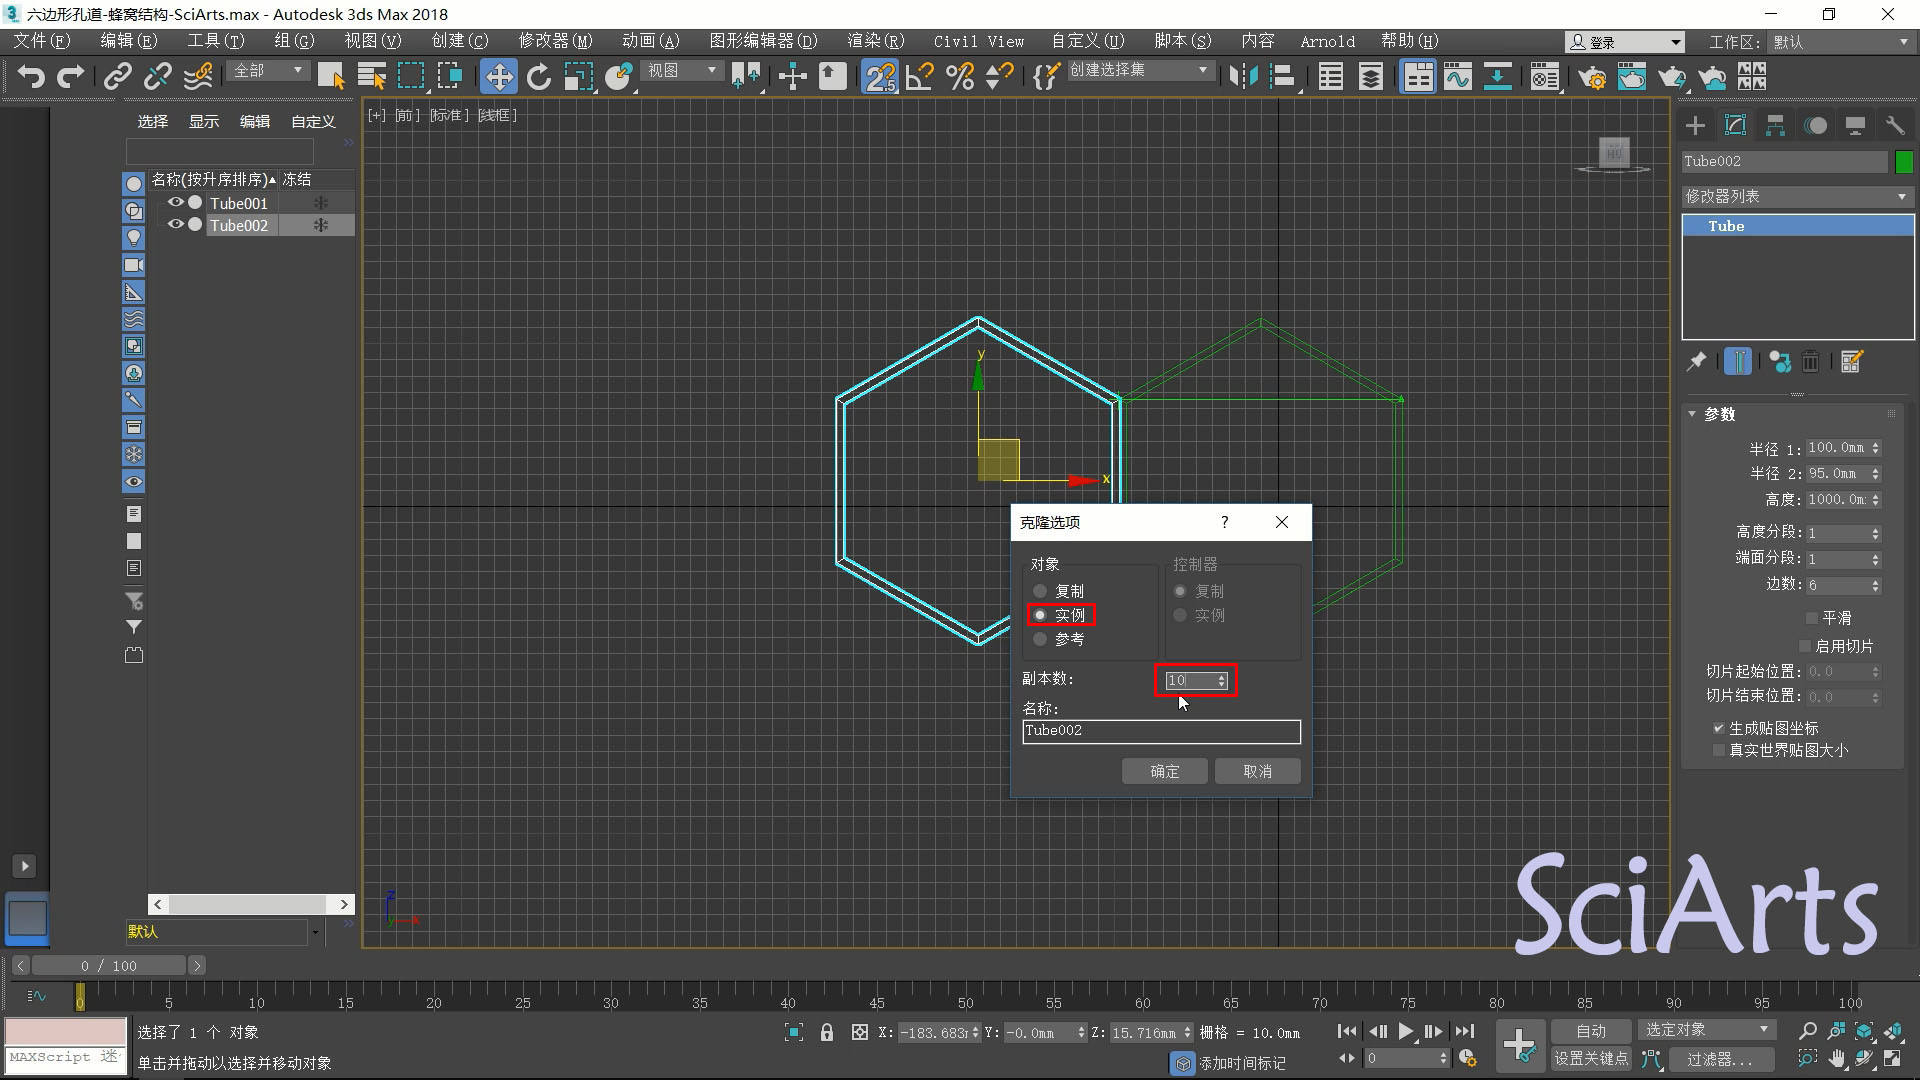 六边形孔道-蜂窝结构-SciArts.max - Autodesk 3ds Max 2018
文件(F) 编辑(E) 工具(T) 组(G) 视图(V) 创建(C) 修改器(M) 动画(A) 图形编辑器(D) 渲染(R) Civil View 自定义(U) 脚本(S) 内容 Arnold 帮助(H) 登录 工作区: 默认
全部 视图 创建选择集
选择 显示 编辑 自定义
[+] [前] [标准] [线框]
名称(按升序排序) 冻结
Tube001
Tube002
Tube002
修改器列表
Tube
y
x
参数
半径 1: 100.0mm
半径 2: 95.0mm
高度: 1000.0m
高度分段: 1
端面分段: 1
边数: 6
平滑
启用切片
切片起始位置: 0.0
切片结束位置: 0.0
生成贴图坐标
真实世界贴图大小
克隆选项 ?
对象 控制器
复制 复制
实例 实例
参考
副本数: 10
名称:
Tube002
确定 取消
SciArts
z
默认
0 / 100
0 5 10 15 20 25 30 35 40 45 50 55 60 65 70 75 80 85 90 95 100
选择了 1 个 对象 X: -183.683 Y: -0.0mm Z: 15.716mm 栅格 = 10.0mm 自动 选定对象
MAXScript 迷 单击并拖动以选择并移动对象 添加时间标记 0 设置关键点 过滤器...